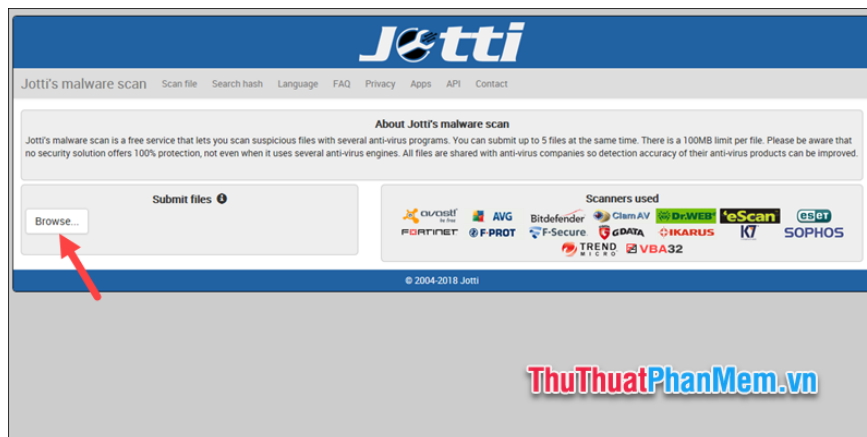 Jotti
Jotti's malware scan Scan file Search hash Language FAQ Privacy Apps API Contact
About Jotti's malware scan
Jotti's malware scan is a free service that lets you scan suspicious files with several anti-virus programs. You can submit up to 5 files at the same time. There is a 100MB limit per file. Please be aware that
no security solution offers 100% protection, not even when it uses several anti-virus engines. All files are shared with anti-virus companies so detection accuracy of their anti-virus products can be improved.
Submit files
Browse...
Scanners used
avast! be free AVG Bitdefender ClamAV Dr.WEB eScan eseT
FORTINET F-PROT F-Secure GDATA IKARUS K7 SOPHOS
TREND MICRO VBA32
© 2004-2018 Jotti
ThuThuatPhanMem.vn